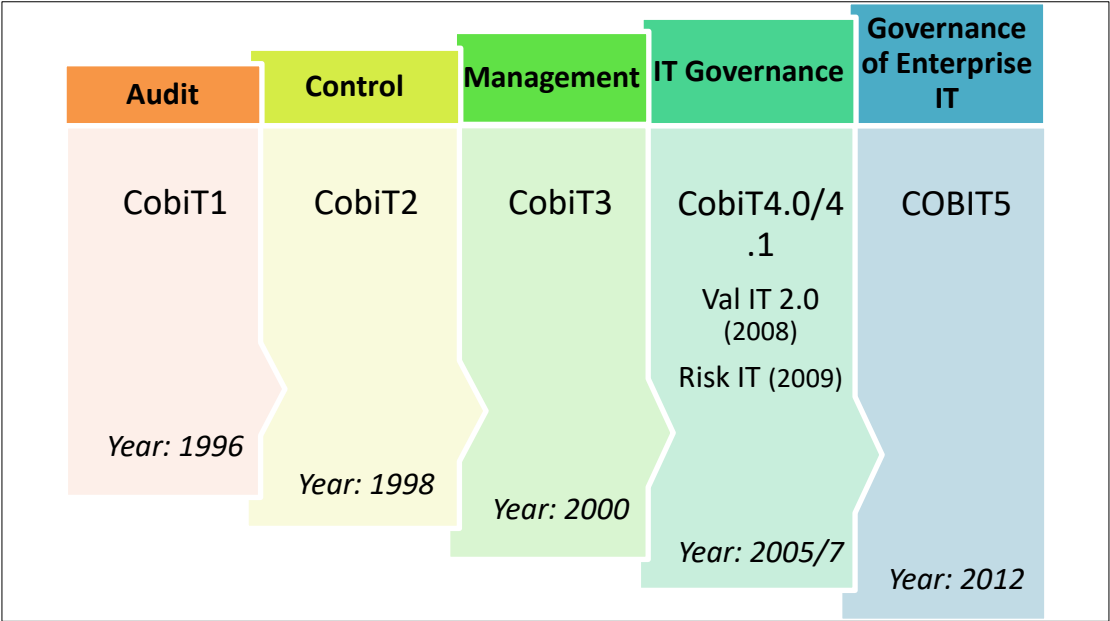 Audit
Control
Management
IT Governance
Governance
of Enterprise
IT
CobiT1
CobiT2
CobiT3
CobiT4.0/4
.1
COBIT5
Val IT 2.0
(2008)
Risk IT (2009)
Year: 1996
Year: 1998
Year: 2000
Year: 2005/7
Year: 2012